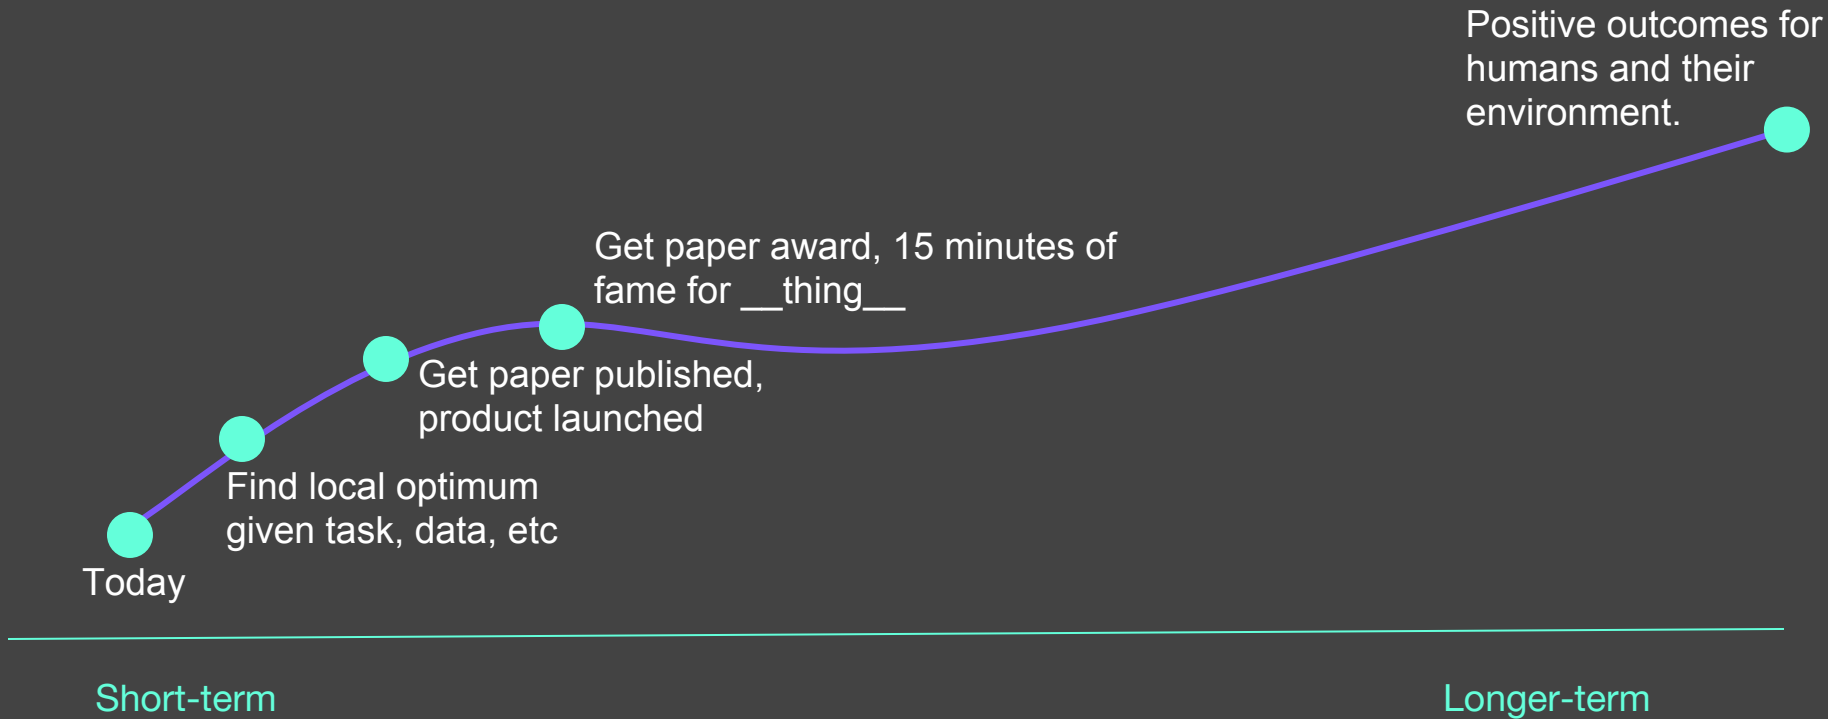 Positive outcomes for
humans and their
environment.
Get paper award, 15 minutes of
fame for __thing__
Get paper published,
product launched
Find local optimum
given task, data, etc
Today
Short-term
Longer-term